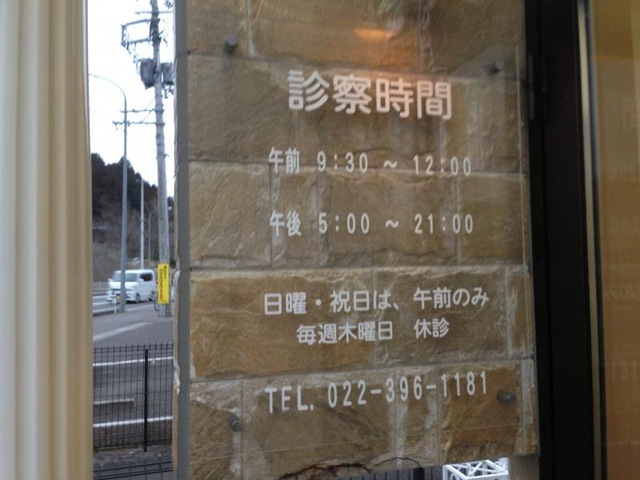 診察時間
午前 9:30 ～ 12:00
午後 5:00 ～ 21:00
日曜・祝日は、午前のみ
毎週木曜日 休診
TEL. 022-396-1181